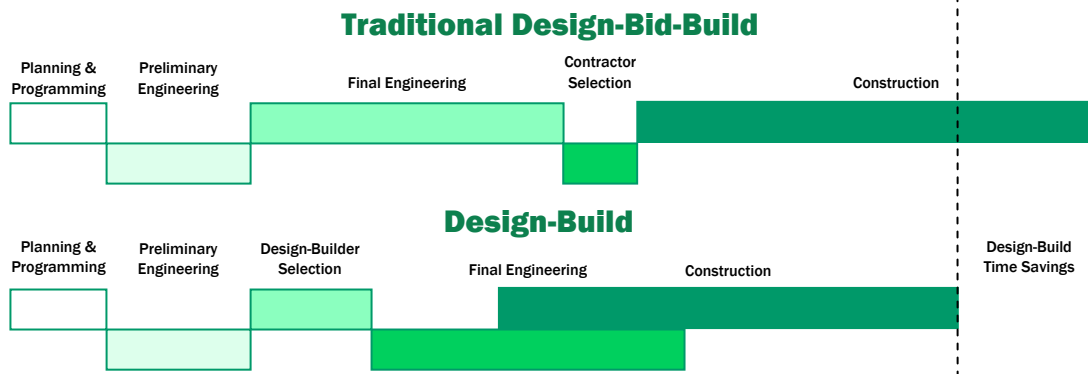 Traditional Design-Bid-Build
Planning &
Programming
Preliminary
Engineering
Final Engineering
Contractor
Selection
Construction
Design-Build
Planning &
Programming
Preliminary
Engineering
Design-Builder
Selection
Final Engineering
Construction
Design-Build
Time Savings